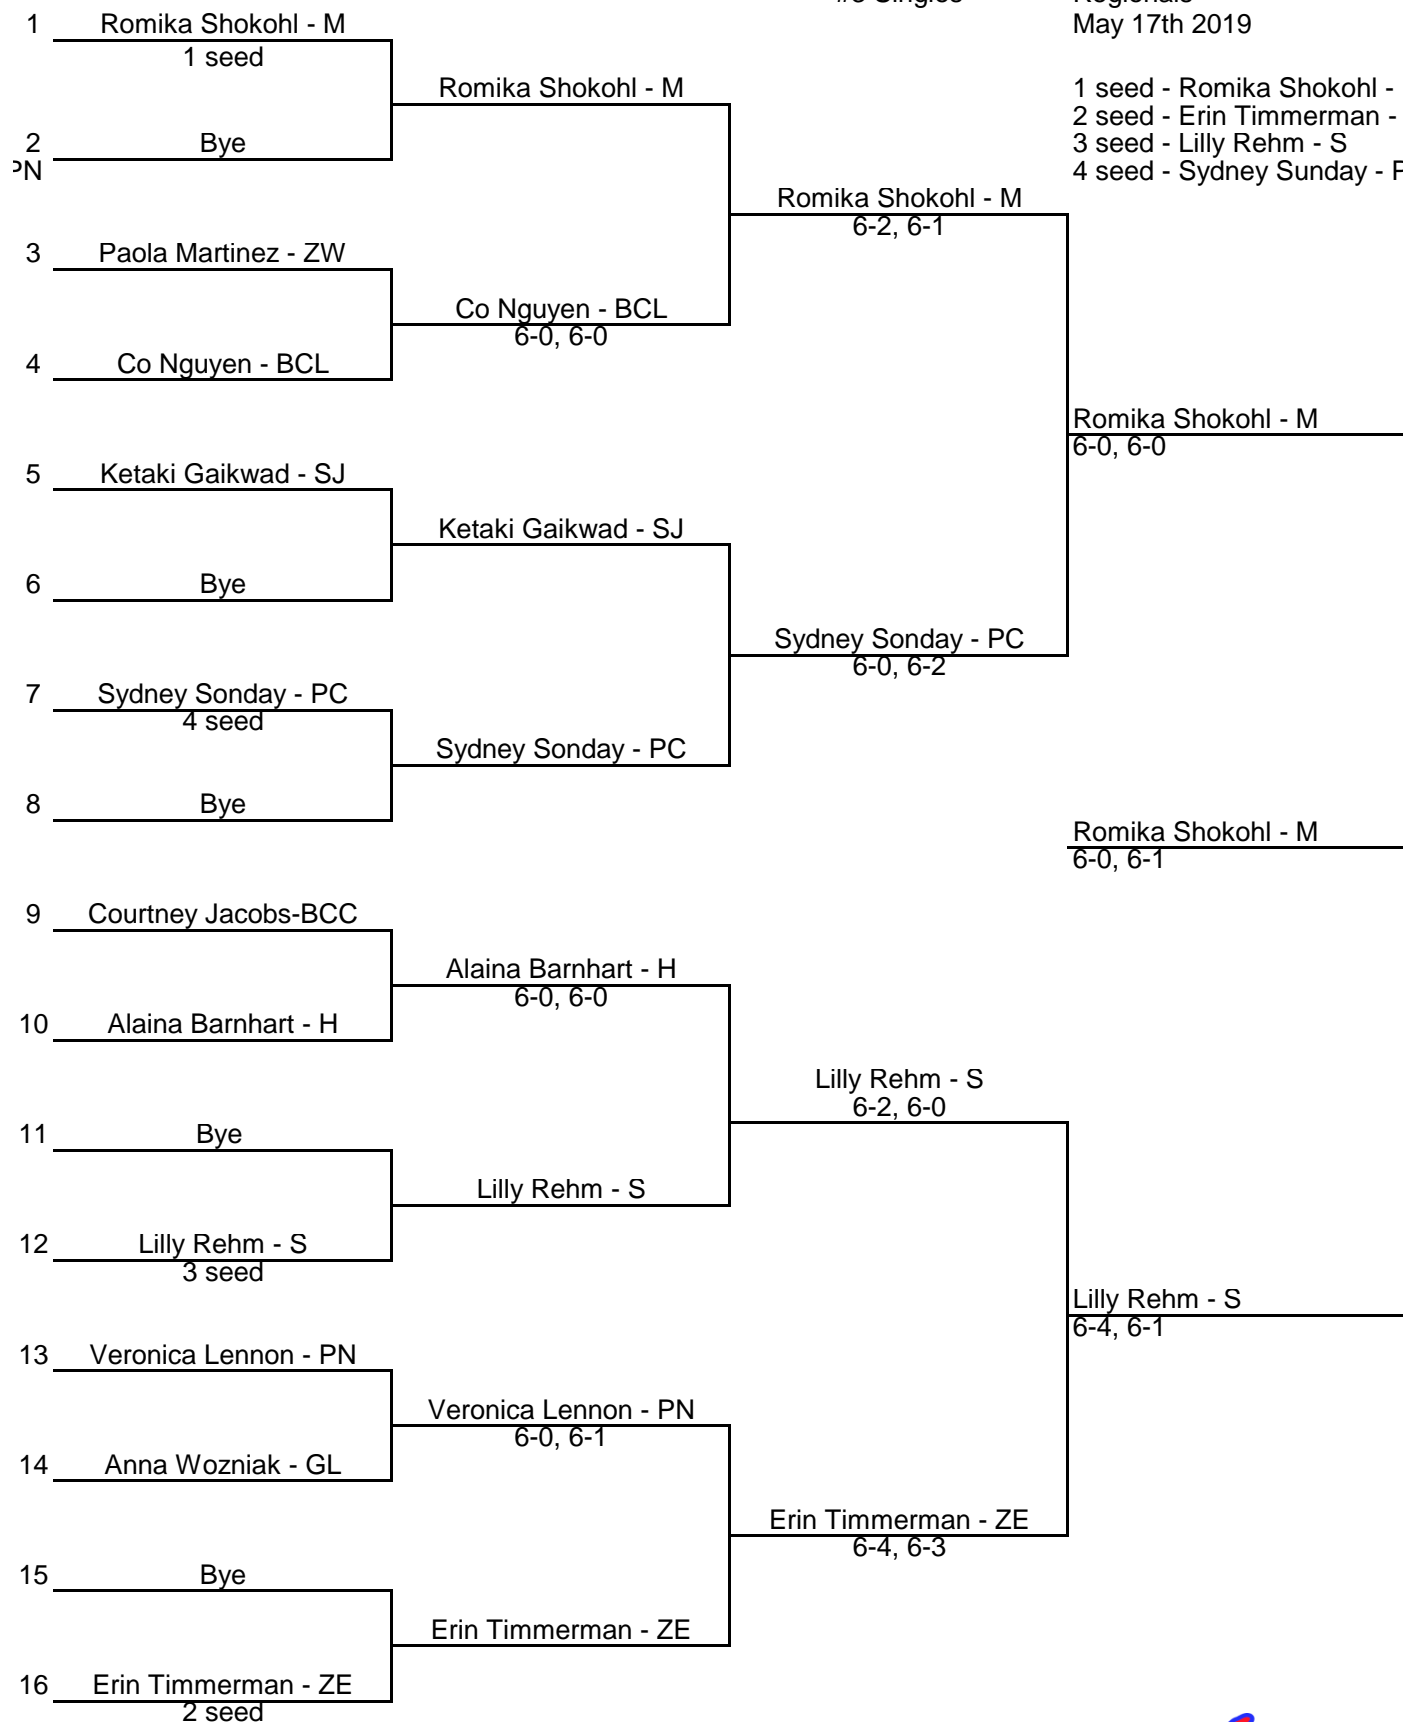 May 17th 2019
1 Romika Shokohl - M
1 seed
Romika Shokohl - M
1 seed - Romika Shokohl -
2 seed - Erin Timmerman -
3 seed - Lilly Rehm - S
4 seed - Sydney Sunday -
2 Bye
PN
Romika Shokohl - M
6-2, 6-1
3 Paola Martinez - ZW
Co Nguyen - BCL
6-0, 6-0
4 Co Nguyen - BCL
Romika Shokohl - M
6-0, 6-0
5 Ketaki Gaikwad - SJ
Ketaki Gaikwad - SJ
6 Bye
Sydney Sonday - PC
6-0, 6-2
7 Sydney Sonday - PC
4 seed
Sydney Sonday - PC
8 Bye
Romika Shokohl - M
6-0, 6-1
9 Courtney Jacobs-BCC
Alaina Barnhart - H
6-0, 6-0
10 Alaina Barnhart - H
Lilly Rehm - S
6-2, 6-0
11 Bye
Lilly Rehm - S
12 Lilly Rehm - S
3 seed
Lilly Rehm - S
6-4, 6-1
13 Veronica Lennon - PN
Veronica Lennon - PN
6-0, 6-1
14 Anna Wozniak - GL
Erin Timmerman - ZE
6-4, 6-3
15 Bye
Erin Timmerman - ZE
16 Erin Timmerman - ZE
2 seed